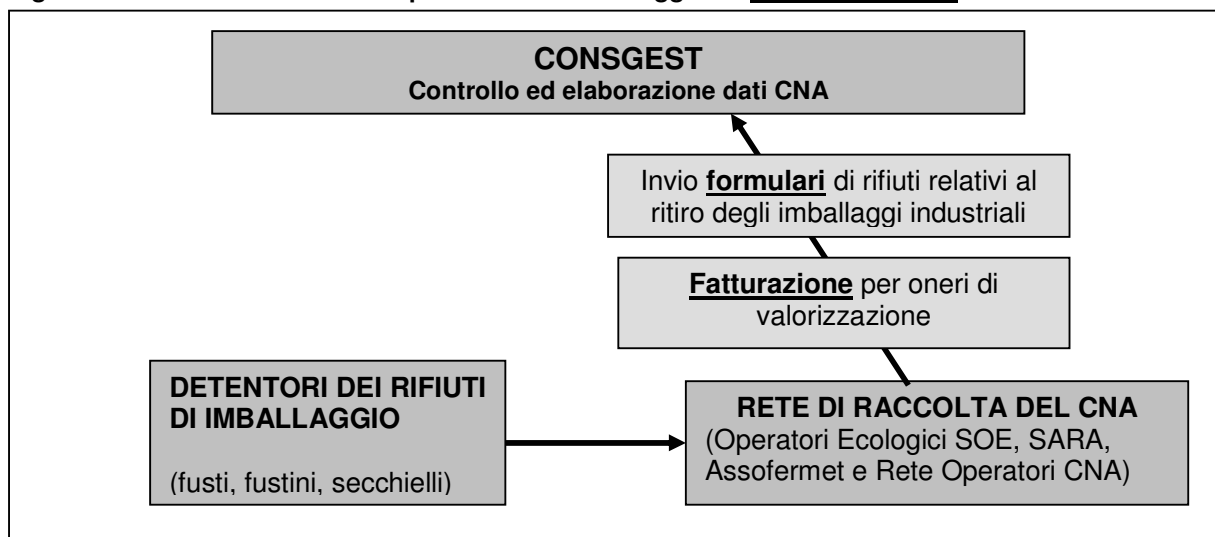 CONSGEST
Controllo ed elaborazione dati CNA
Invio formulari di rifiuti relativi al
ritiro degli imballaggi industriali
Fatturazione per oneri di
valorizzazione
DETENTORI DEI RIFIUTI
DI IMBALLAGGIO
(fusti, fustini, secchielli)
RETE DI RACCOLTA DEL CNA
(Operatori Ecologici SOE, SARA,
Assofermet e Rete Operatori CNA)